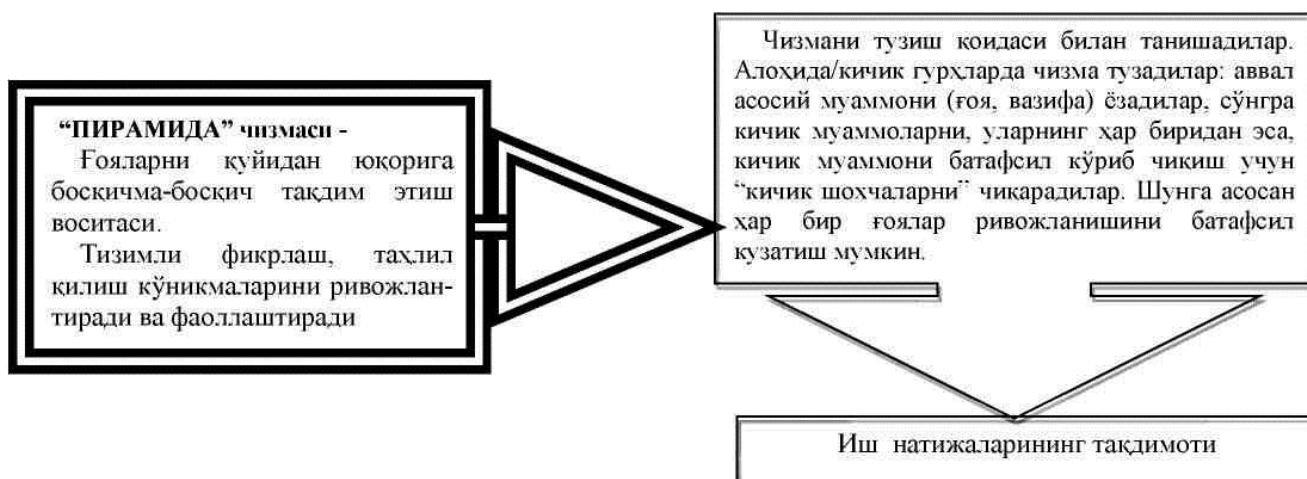 “ПИРАМИДА” чизмаси -
Ғояларни қуйидан юқорига
босқичма-босқич тақдим этиш
воситаси.
Тизимли фикрлаш, таҳлил
қилиш кўникмаларини ривожлан-
тиради ва фаоллаштиради
Чизмани тузиш қоидаси билан танишадилар.
Алоҳида/кичик гурҳларда чизма тузадилар: аввал
асосий муаммони (ғоя, вазифа) ёзадилар, сўнгра
кичик муаммоларни, уларнинг ҳар биридан эса,
кичик муаммони батафсил кўриб чиқиш учун
“кичик шохчаларни” чиқарадилар. Шунга асосан
ҳар бир ғоялар ривожланишини батафсил
кузатиш мумкин.
Иш натижаларининг тақдимоти